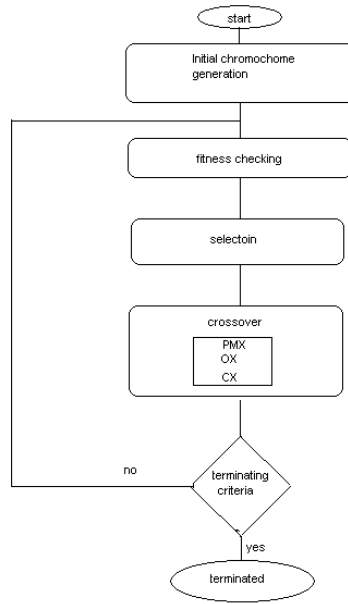 start
Initial chromochome
generation
fitness checking
selectoin
crossover
PMX
OX
CX
no
terminating
criteria
yes
terminated